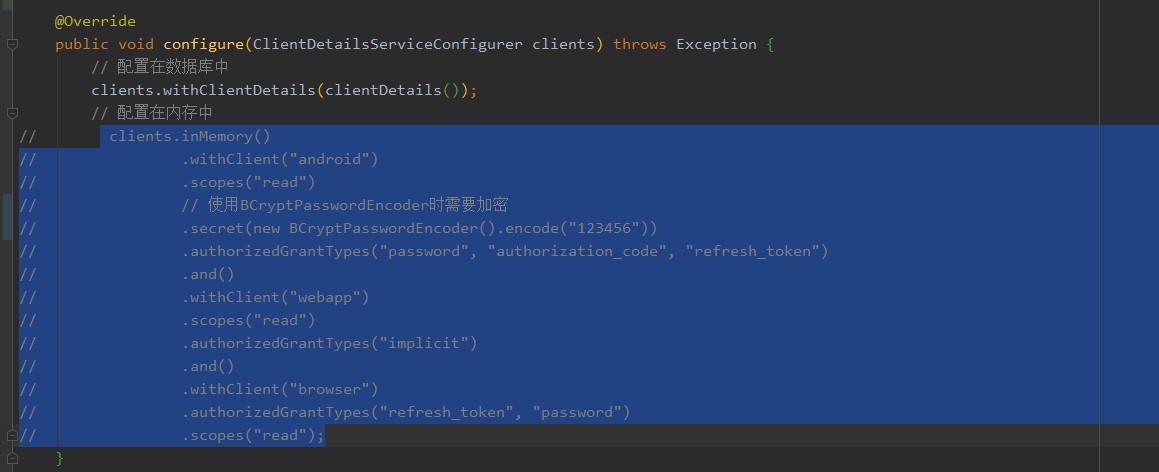 @Override
public void configure(ClientDetailsServiceConfigurer clients) throws Exception {
// 配置在数据库中
clients.withClientDetails(clientDetails());
// 配置在内存中
// clients.inMemory()
// .withClient("android")
// .scopes("read")
// // 使用BCryptPasswordEncoder时需要加密
// .secret(new BCryptPasswordEncoder().encode("123456"))
// .authorizedGrantTypes("password", "authorization_code", "refresh_token")
// .and()
// .withClient("webapp")
// .scopes("read")
// .authorizedGrantTypes("implicit")
// .and()
// .withClient("browser")
// .authorizedGrantTypes("refresh_token", "password")
// .scopes("read");
}